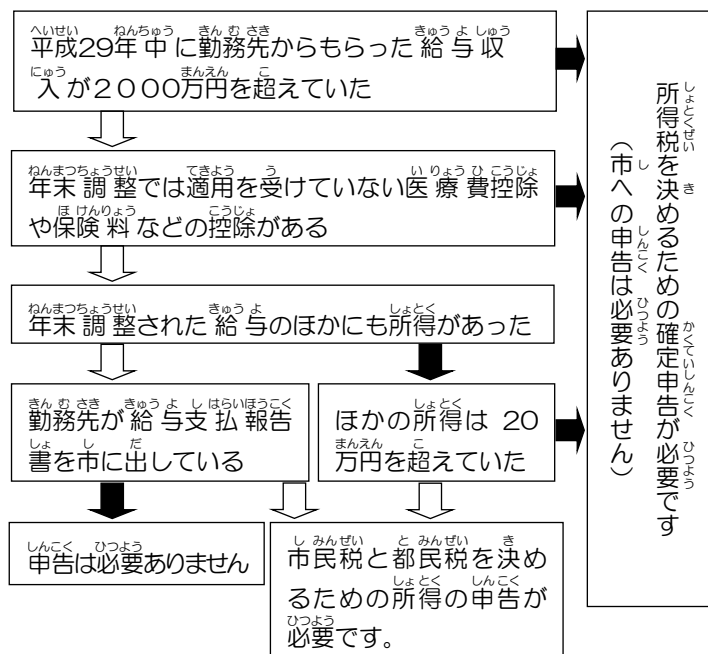 平成29年中に勤務先からもらった給与収
入が２０００万円を超えていた
年末調整では適用を受けていない医療費控除
や保険料などの控除がある
年末調整された給与のほかにも所得があった
勤務先が給与支払報告
書を市に出している
ほかの所得は 20
万円を超えていた
申告は必要ありません
市民税と都民税を決め
るための所得の申告が
必要です。
所得税を決めるための確定申告が必要です
（市への申告は必要ありません）